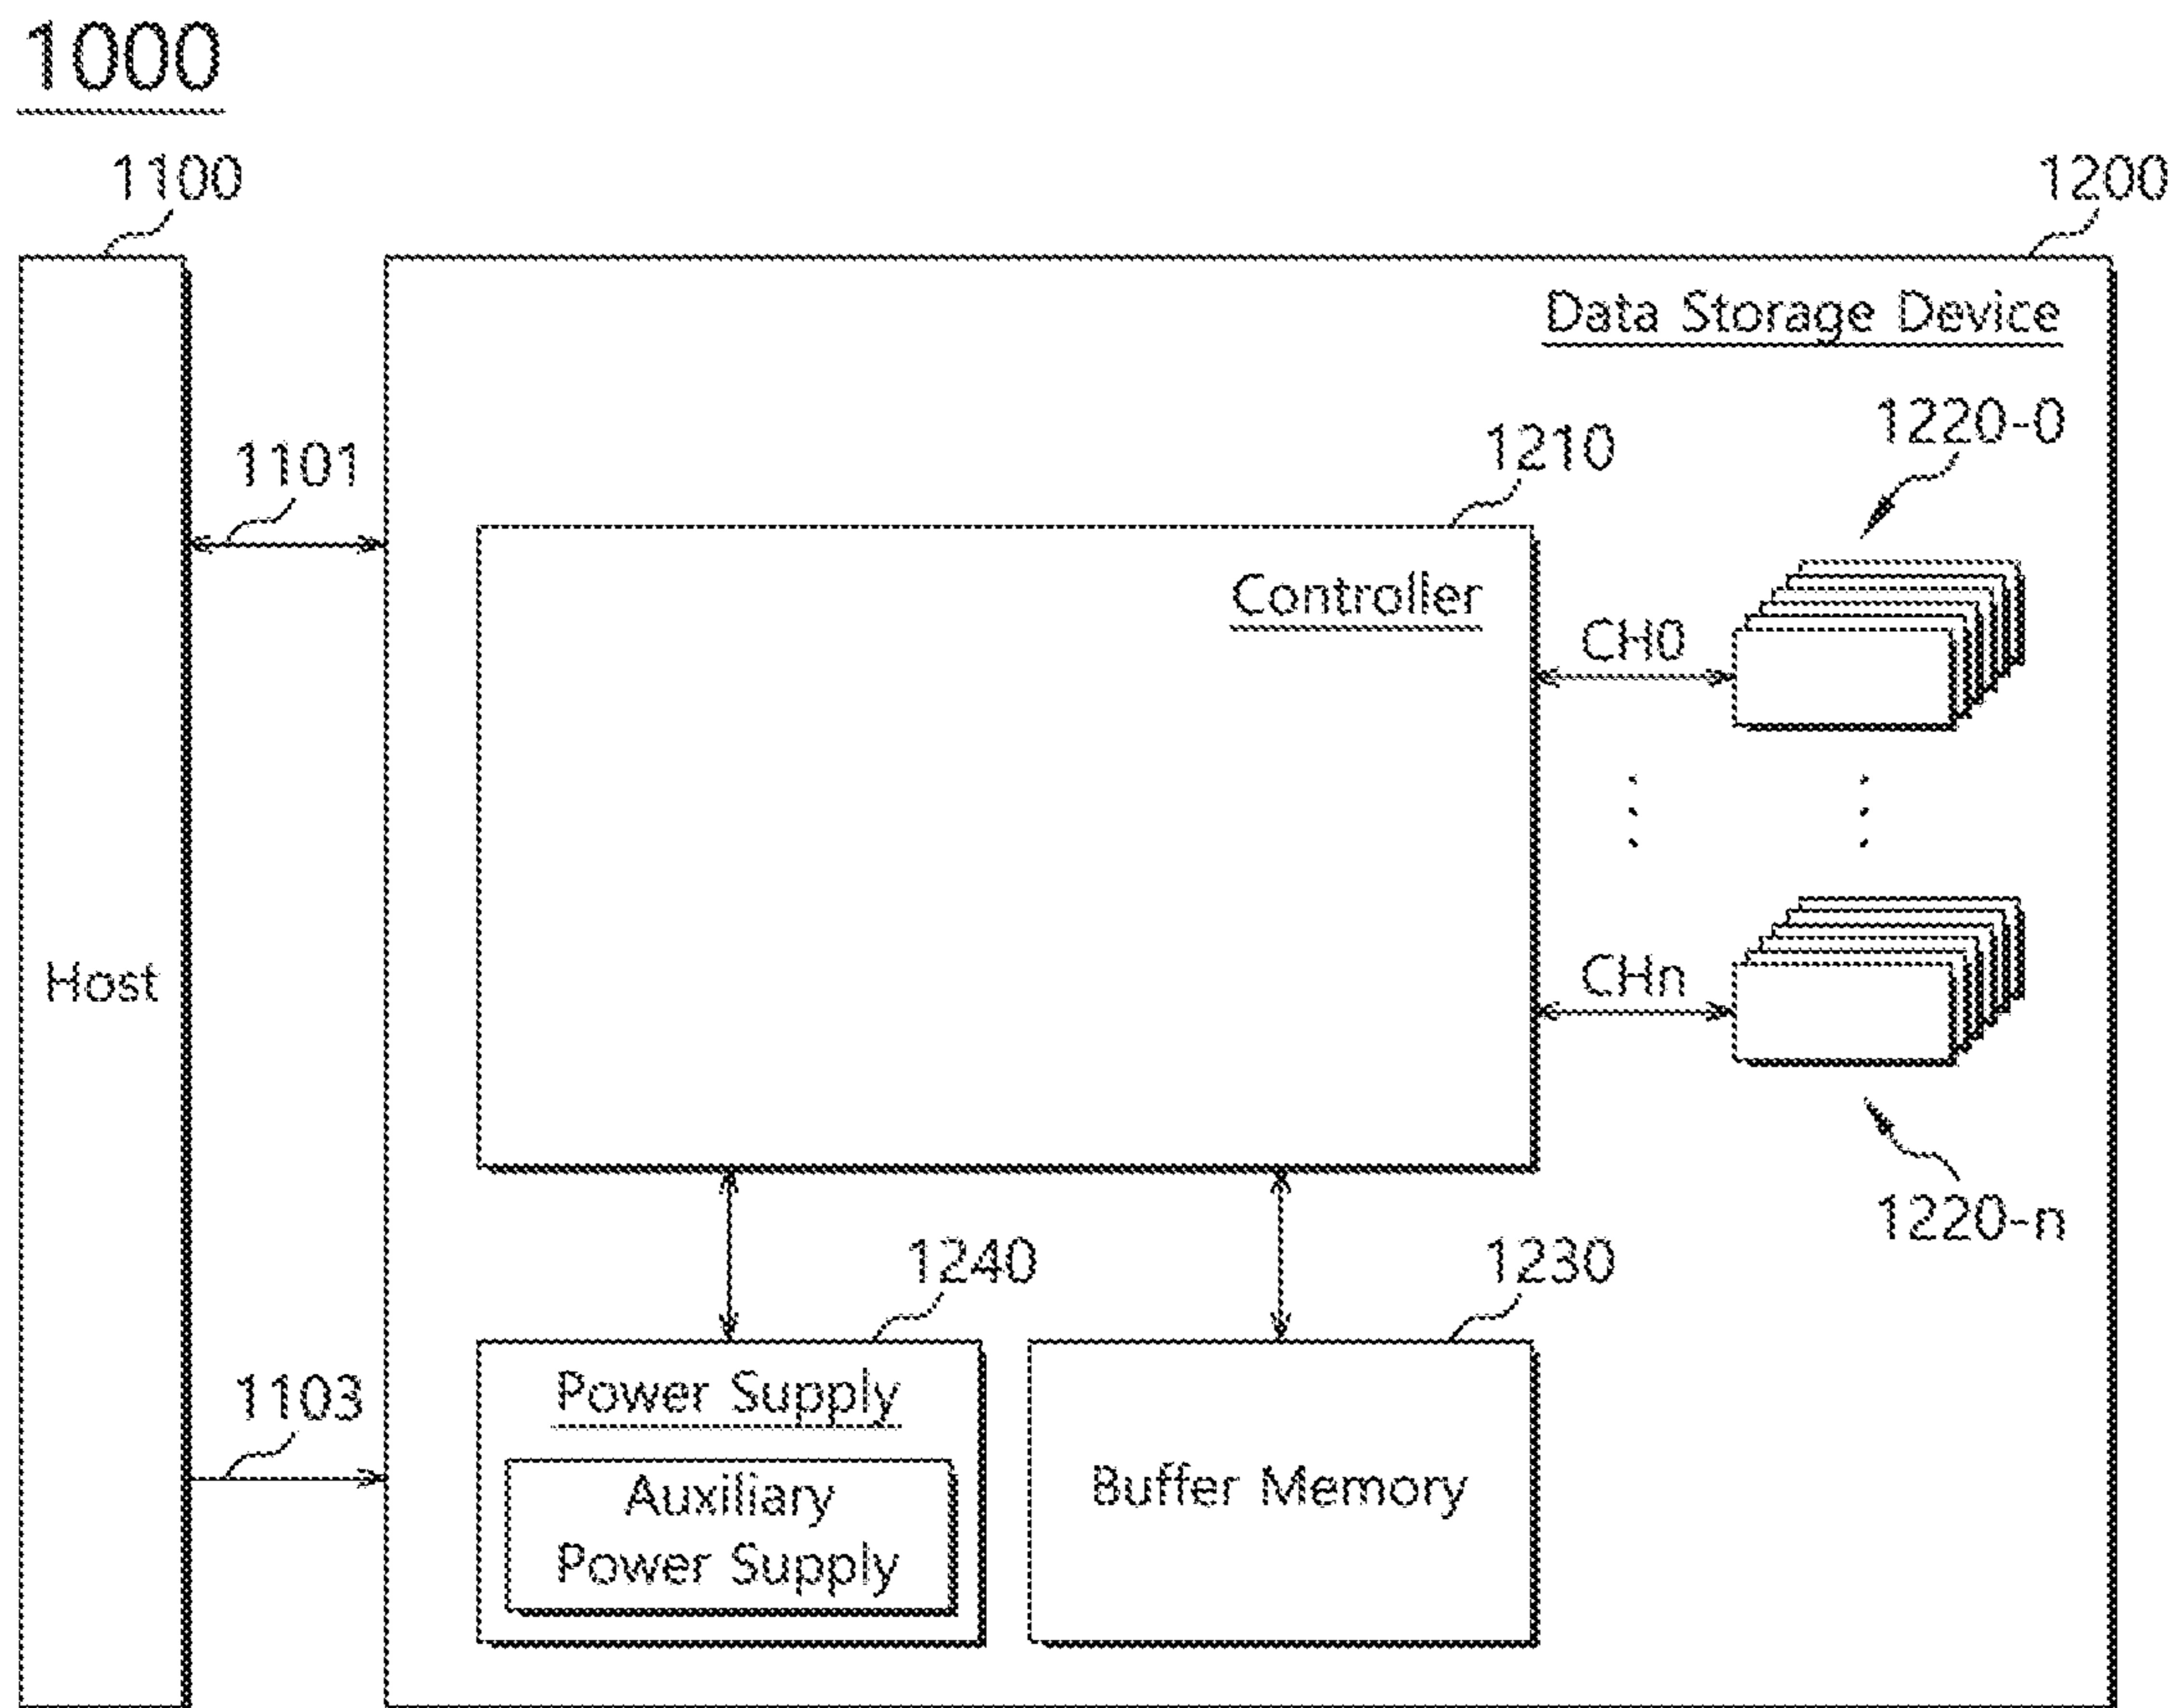 1000
1100
1200
Data Storage Device
1220-0
1101
1210
Controller
CH0
Host
CHn
1220-n
1240
1230
1103
Power Supply
Auxiliary
Power Supply
Buffer Memory